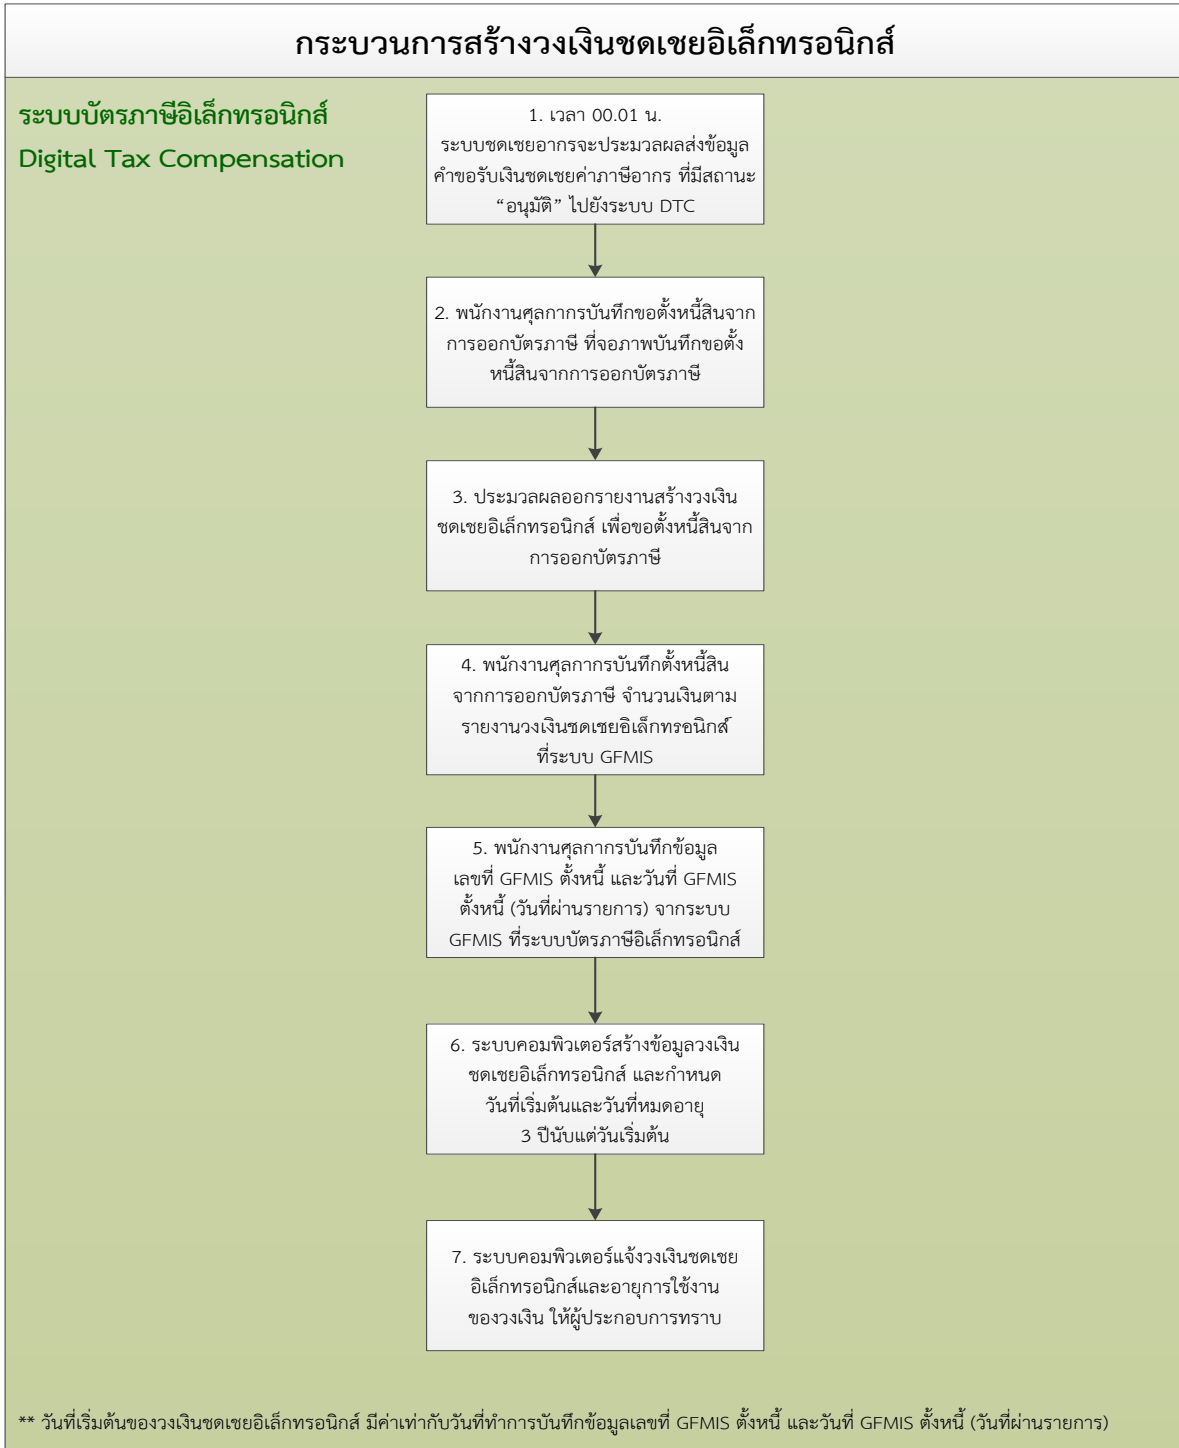 กระบวนการสร้างวงเงินชดเชยอิเล็กทรอนิกส์
ระบบบัตรภาษีอิเล็กทรอนิกส์
Digital Tax Compensation
1. เวลา 00.01 น.
ระบบชดเชยอากรจะประมวลผลส่งข้อมูล
คำขอรับเงินชดเชยค่าภาษีอากร ที่มีสถานะ
“อนุมัติ” ไปยังระบบ DTC
2. พนักงานศุลกากรบันทึกขอตั้งหนี้สินจาก
การออกบัตรภาษี ที่จอภาพบันทึกขอตั้ง
หนี้สินจากการออกบัตรภาษี
3. ประมวลผลออกรายงานสร้างวงเงิน
ชดเชยอิเล็กทรอนิกส์ เพื่อขอตั้งหนี้สินจาก
การออกบัตรภาษี
4. พนักงานศุลกากรบันทึกตั้งหนี้สิน
จากการออกบัตรภาษี จำนวนเงินตาม
รายงานวงเงินชดเชยอิเล็กทรอนิกส์
ที่ระบบ GFMIS
5. พนักงานศุลกากรบันทึกข้อมูล
เลขที่ GFMIS ตั้งหนี้ และวันที่ GFMIS
ตั้งหนี้ (วันที่ผ่านรายการ) จากระบบ
GFMIS ที่ระบบบัตรภาษีอิเล็กทรอนิกส์
6. ระบบคอมพิวเตอร์สร้างข้อมูลวงเงิน
ชดเชยอิเล็กทรอนิกส์ และกำหนด
วันที่เริ่มต้นและวันที่หมดอายุ
3 ปีนับแต่วันเริ่มต้น
7. ระบบคอมพิวเตอร์แจ้งวงเงินชดเชย
อิเล็กทรอนิกส์และอายุการใช้งาน
ของวงเงิน ให้ผู้ประกอบการทราบ
** วันที่เริ่มต้นของวงเงินชดเชยอิเล็กทรอนิกส์ มีค่าเท่ากับวันที่ทำการบันทึกข้อมูลเลขที่ GFMIS ตั้งหนี้ และวันที่ GFMIS ตั้งหนี้ (วันที่ผ่านรายการ)